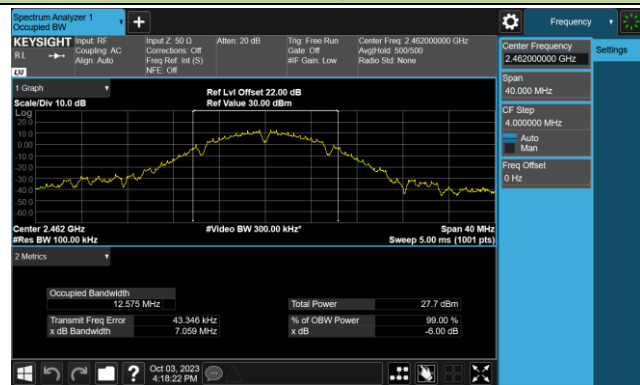 Spectrum Analyzer 1
Occupied BW
Frequency
KEYSIGHT
Input: RF
Coupling: AC
Align: Auto
Input Z: 50 Ω
Corrections: Off
Freq Ref: Int (S)
NFE: Off
Atten: 20 dB
Trig: Free Run
Gate: Off
#IF Gain: Low
Center Freq: 2.462000000 GHz
Avg|Hold: 500/500
Radio Std: None
RL
LXI
Center Frequency
2.462000000 GHz
Settings
Span
40.000 MHz
CF Step
4.000000 MHz
Auto
Man
Freq Offset
0 Hz
1 Graph
Scale/Div 10.0 dB
Ref Lvl Offset 22.00 dB
Ref Value 30.00 dBm
Log
20.0
10.0
0.00
-10.0
-20.0
-30.0
-40.0
-50.0
-60.0
Center 2.462 GHz
#Video BW 300.00 kHz*
Span 40 MHz
#Res BW 100.00 kHz
Sweep 5.00 ms (1001 pts)
2 Metrics
Occupied Bandwidth
12.575 MHz
Total Power 27.7 dBm
Transmit Freq Error 43.346 kHz
% of OBW Power 99.00 %
x dB Bandwidth 7.059 MHz
x dB -6.00 dB
?
Oct 03, 2023
4:18:22 PM